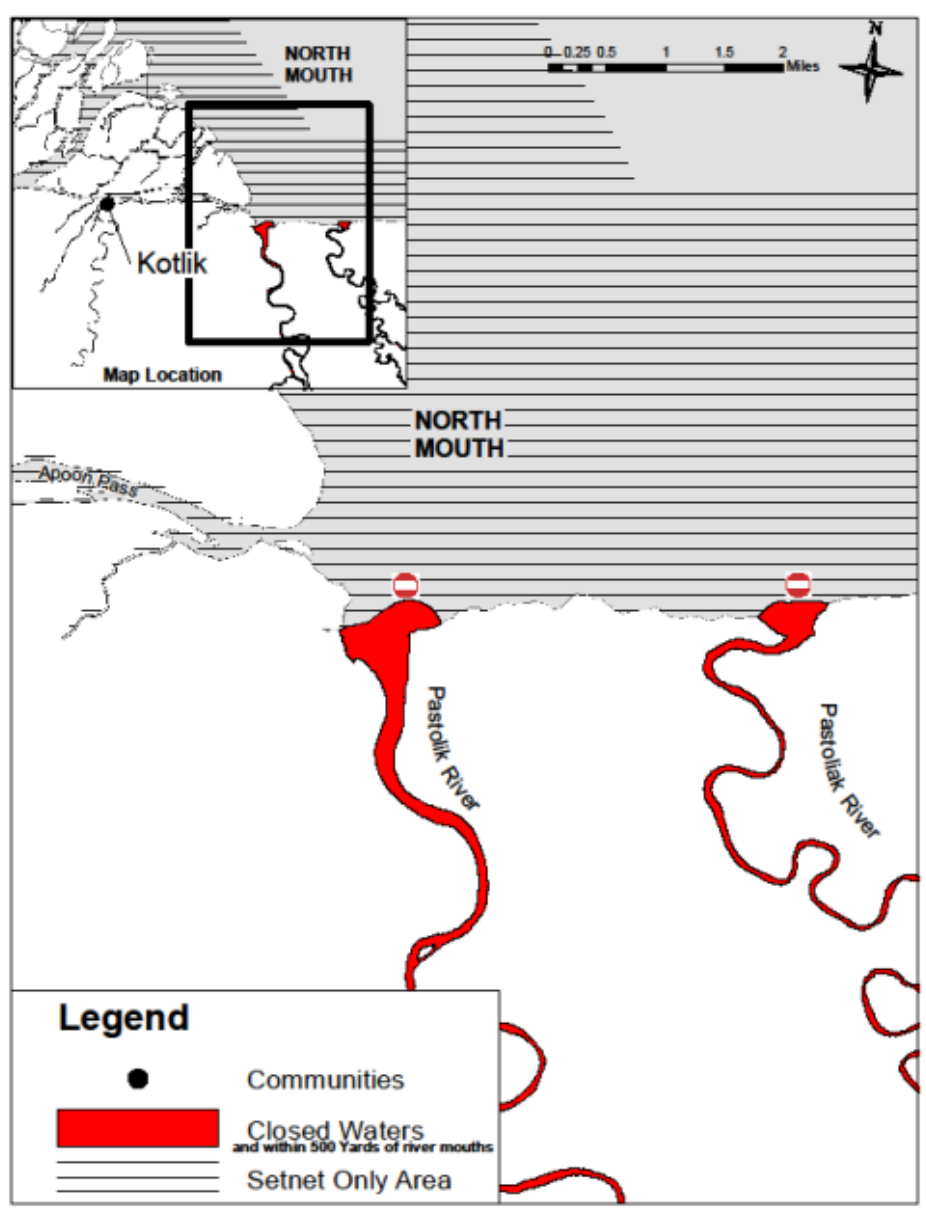 NORTH
MOUTH
Kotlik
Map Location
N
0 0.25 0.5 1 1.5 2
Miles
NORTH
MOUTH
Apoon Pass
Pastolik River
Pastoliak River
Legend
Communities
Closed Waters
and within 500 Yards of river mouths
Setnet Only Area